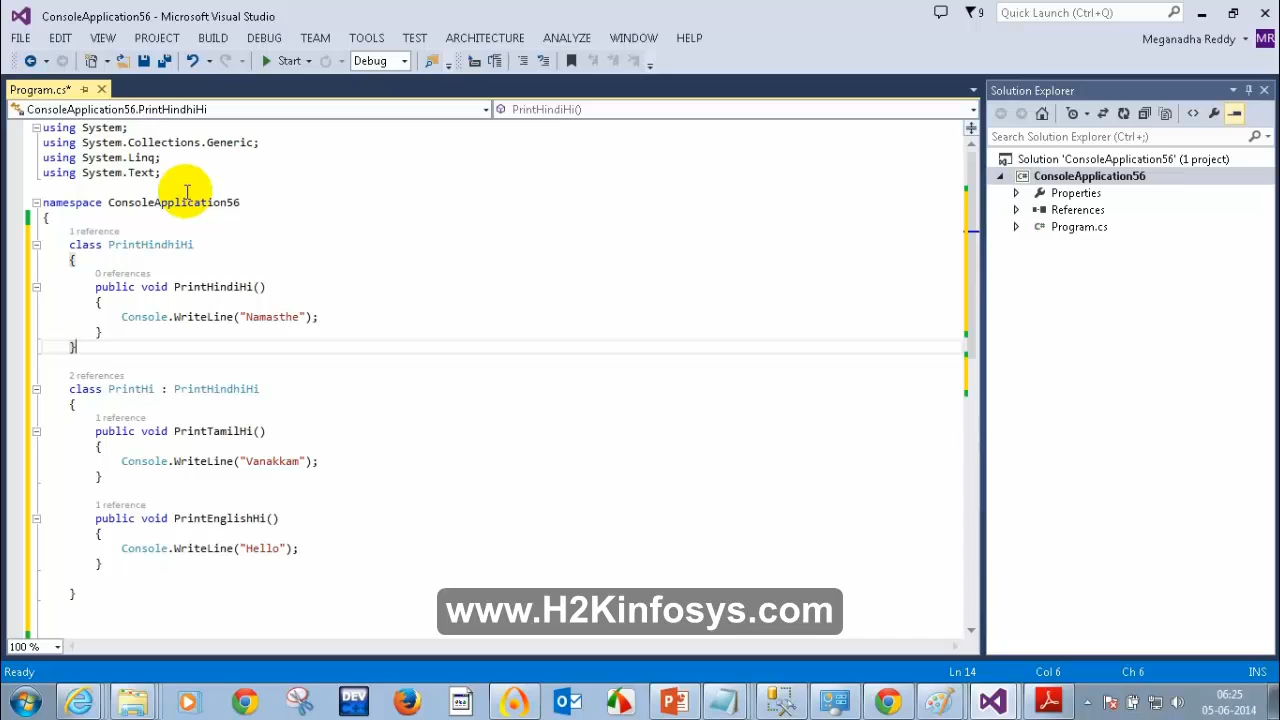 ConsoleApplication56 - Microsoft Visual Studio
9
Quick Launch (Ctrl+Q)
FILE EDIT VIEW PROJECT BUILD DEBUG TEAM TOOLS TEST ARCHITECTURE ANALYZE WINDOW HELP
Meganadha Reddy
MR
Start
Debug
Program.cs*
ConsoleApplication56.PrintHindhiHi
PrintHindiHi()
using System;
using System.Collections.Generic;
using System.Linq;
using System.Text;
namespace ConsoleApplication56
{
1 reference
class PrintHindhiHi
{
0 references
public void PrintHindiHi()
{
Console.WriteLine("Namasthe");
}
}
2 references
class PrintHi : PrintHindhiHi
{
1 reference
public void PrintTamilHi()
{
Console.WriteLine("Vanakkam");
}
1 reference
public void PrintEnglishHi()
{
Console.WriteLine("Hello");
}
}
www.H2Kinfosys.com
100 %
Solution Explorer
Search Solution Explorer (Ctrl+;)
Solution 'ConsoleApplication56' (1 project)
ConsoleApplication56
Properties
References
Program.cs
Ready
Ln 14
Col 6
Ch 6
INS
DEV
06:25
05-06-2014